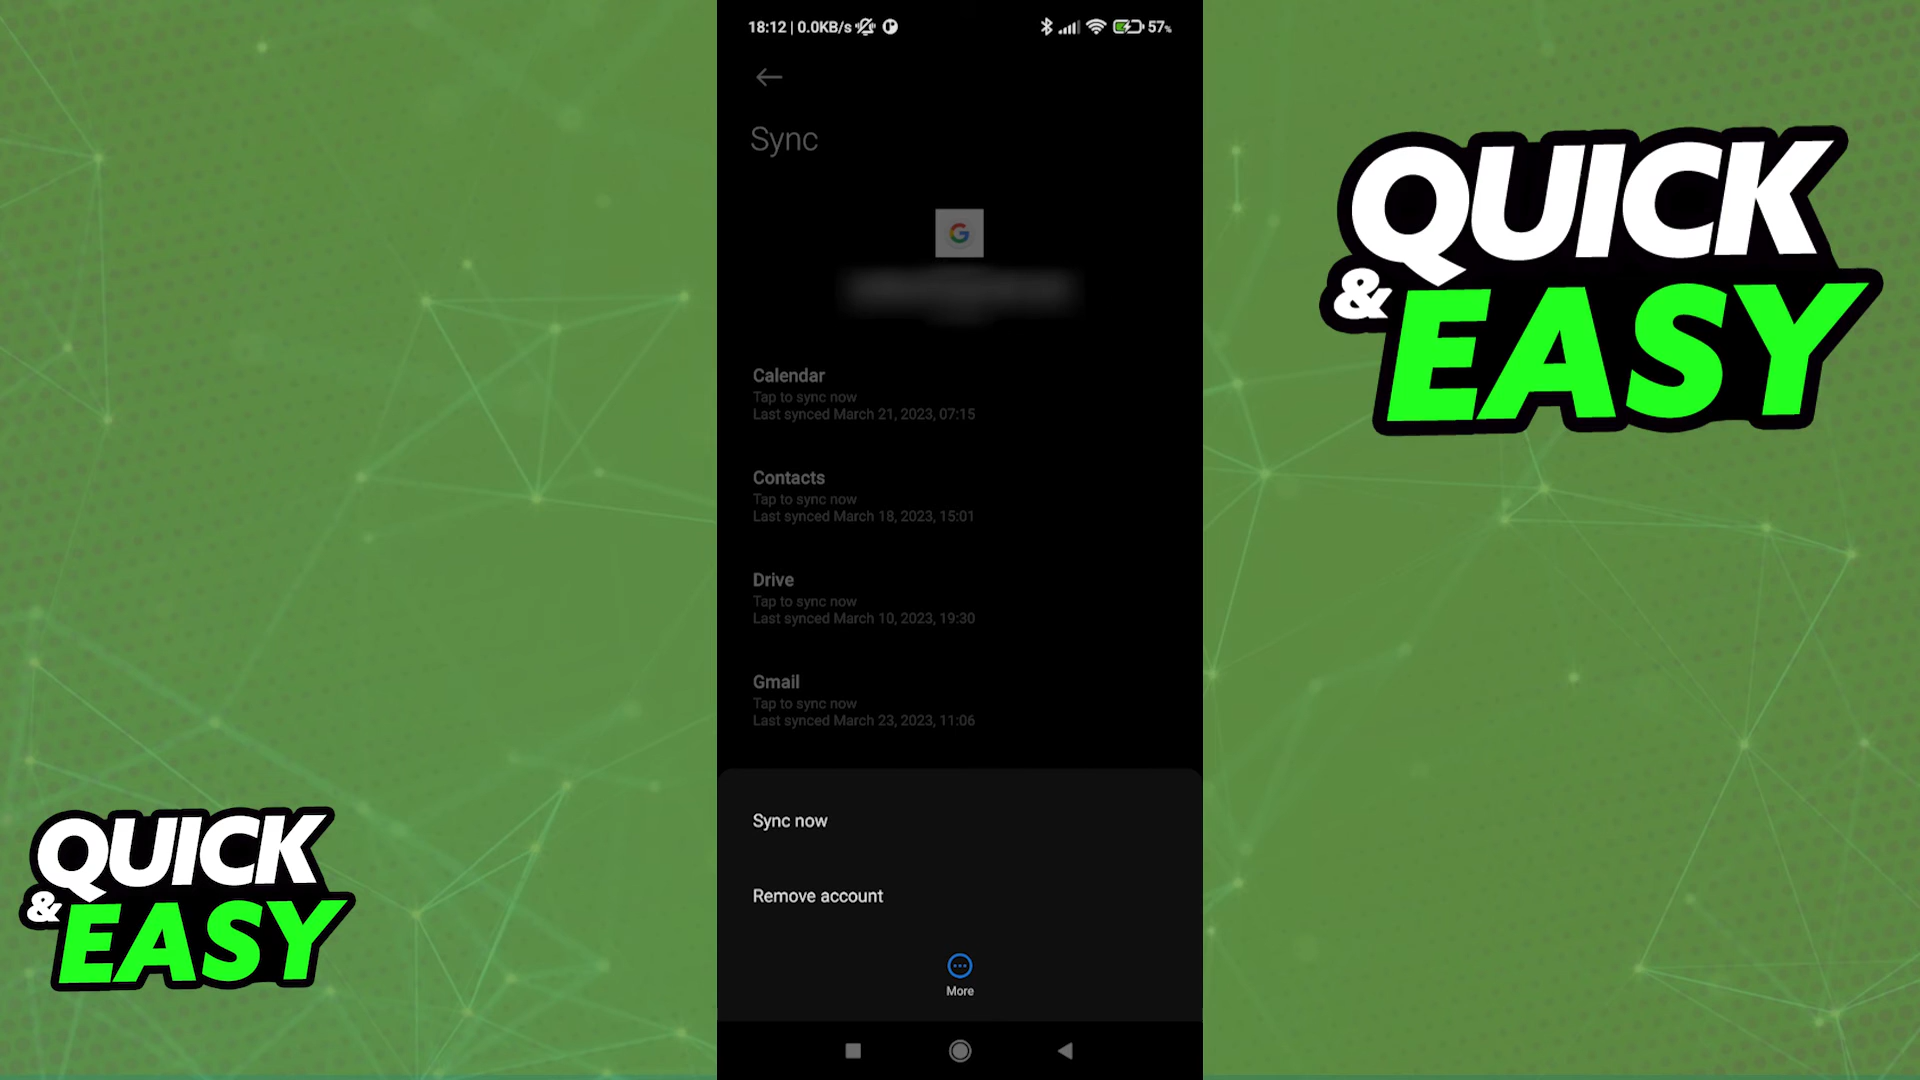 18:12 | 0.0KB/s
57%
Sync
G
Calendar
Tap to sync now
Last synced March 21, 2023, 07:15
Contacts
Tap to sync now
Last synced March 18, 2023, 15:01
Drive
Tap to sync now
Last synced March 10, 2023, 19:30
Gmail
Tap to sync now
Last synced March 23, 2023, 11:06
Sync now
Remove account
More
QUICK
& EASY
QUICK
& EASY